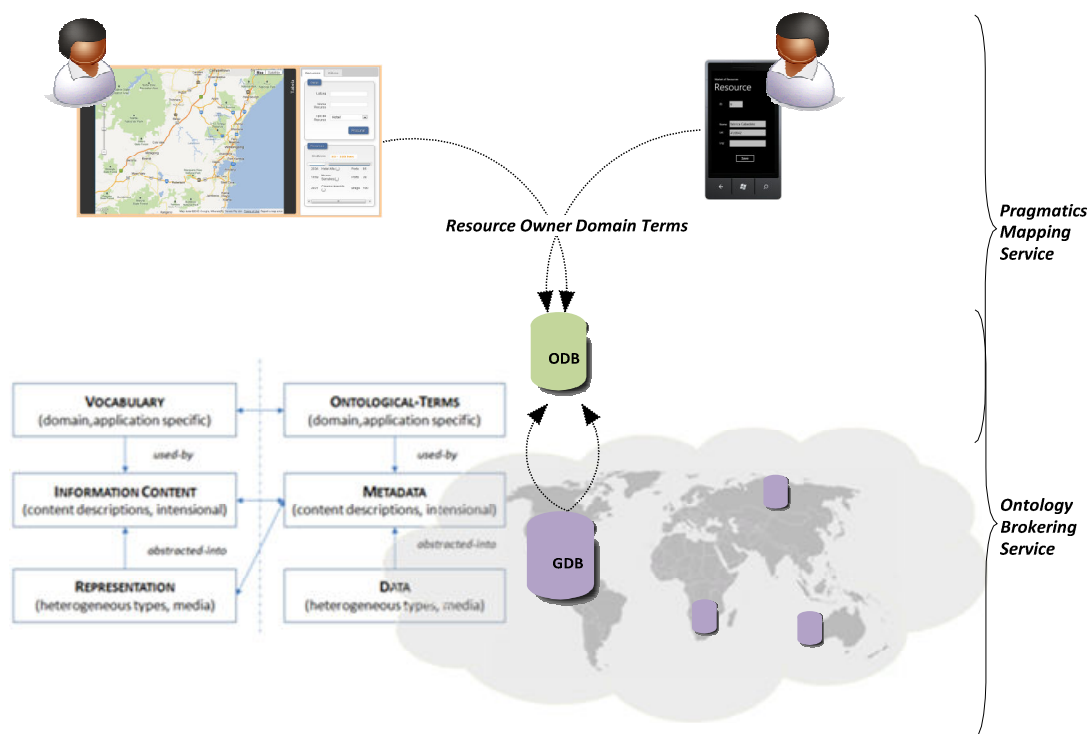 Resource
Name
Save
Resource Owner Domain Terms
Pragmatics
Mapping
Service
ODB
VOCABULARY
(domain,application specific)
ONTOLOGICAL-TERMS
(domain,application specific)
used-by
used-by
INFORMATION CONTENT
(content descriptions, intensional)
METADATA
(content descriptions, intensional)
abstracted-into
abstracted-into
REPRESENTATION
(heterogeneous types, media)
DATA
(heterogeneous types, media)
GDB
Ontology
Brokering
Service